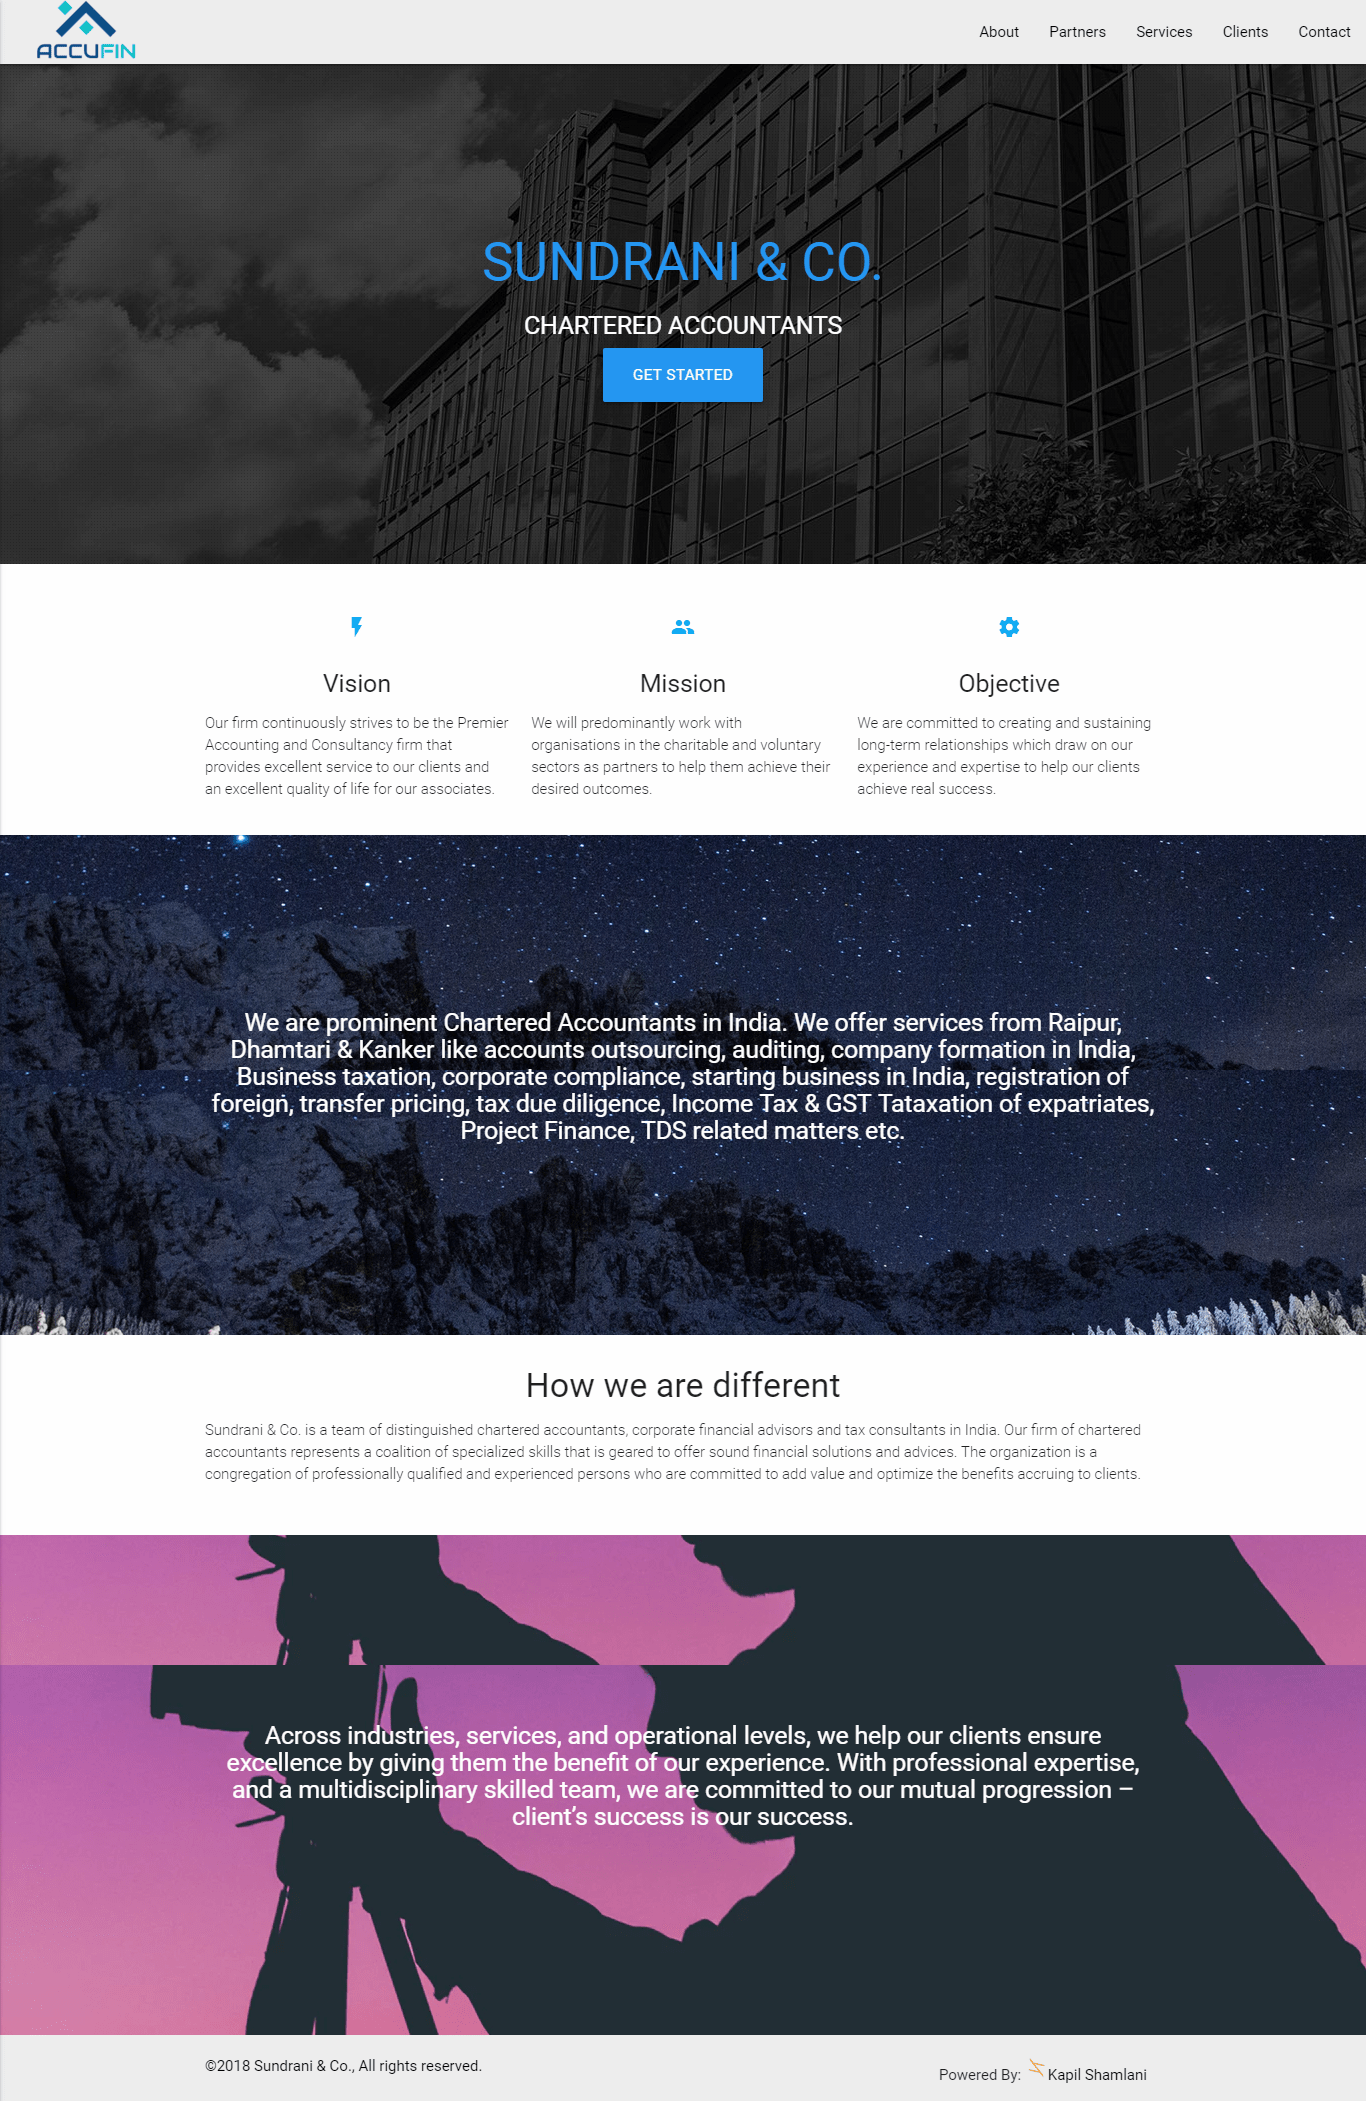 ACCUFIN
About
Partners
Services
Clients
Contact
SUNDRANI & CO.
CHARTERED ACCOUNTANTS
GET STARTED
Vision
Our firm continuously strives to be the Premier
Accounting and Consultancy firm that
provides excellent service to our clients and
an excellent quality of life for our associates.
Mission
We will predominantly work with
organisations in the charitable and voluntary
sectors as partners to help them achieve their
desired outcomes.
Objective
We are committed to creating and sustaining
long-term relationships which draw on our
experience and expertise to help our clients
achieve real success.
We are prominent Chartered Accountants in India. We offer services from Raipur,
Dhamtari & Kanker like accounts outsourcing, auditing, company formation in India,
Business taxation, corporate compliance, starting business in India, registration of
foreign, transfer pricing, tax due diligence, Income Tax & GST Tataxation of expatriates,
Project Finance, TDS related matters etc.
How we are different
Sundrani & Co. is a team of distinguished chartered accountants, corporate financial advisors and tax consultants in India. Our firm of chartered
accountants represents a coalition of specialized skills that is geared to offer sound financial solutions and advices. The organization is a
congregation of professionally qualified and experienced persons who are committed to add value and optimize the benefits accruing to clients.
Across industries, services, and operational levels, we help our clients ensure
excellence by giving them the benefit of our experience. With professional expertise,
and a multidisciplinary skilled team, we are committed to our mutual progression –
client’s success is our success.
©2018 Sundrani & Co., All rights reserved.
Powered By: Kapil Shamlani